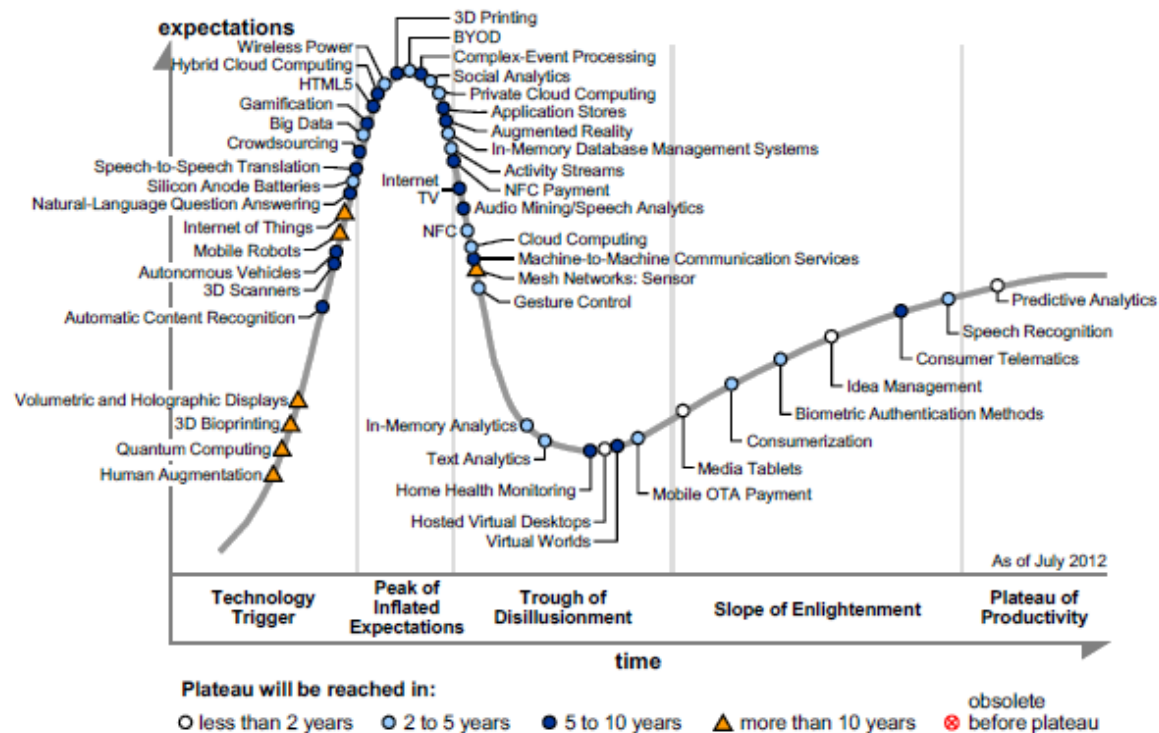 expectations
3D Printing
BYOD
Wireless Power
Complex-Event Processing
Hybrid Cloud Computing
Social Analytics
HTML5
Private Cloud Computing
Gamification
Application Stores
Big Data
Augmented Reality
Crowdsourcing
In-Memory Database Management Systems
Speech-to-Speech Translation
Activity Streams
Silicon Anode Batteries
Internet
TV
NFC Payment
Natural-Language Question Answering
Audio Mining/Speech Analytics
Internet of Things
NFC
Cloud Computing
Mobile Robots
Machine-to-Machine Communication Services
Autonomous Vehicles
Mesh Networks: Sensor
3D Scanners
Gesture Control
Automatic Content Recognition
Predictive Analytics
Speech Recognition
Consumer Telematics
Idea Management
Volumetric and Holographic Displays
Biometric Authentication Methods
3D Bioprinting
In-Memory Analytics
Consumerization
Quantum Computing
Text Analytics
Media Tablets
Human Augmentation
Home Health Monitoring
Mobile OTA Payment
Hosted Virtual Desktops
Virtual Worlds
As of July 2012
Technology
Trigger
Peak of
Inflated
Expectations
Trough of
Disillusionment
Slope of Enlightenment
Plateau of
Productivity
time
Plateau will be reached in:
less than 2 years
2 to 5 years
5 to 10 years
more than 10 years
obsolete
before plateau